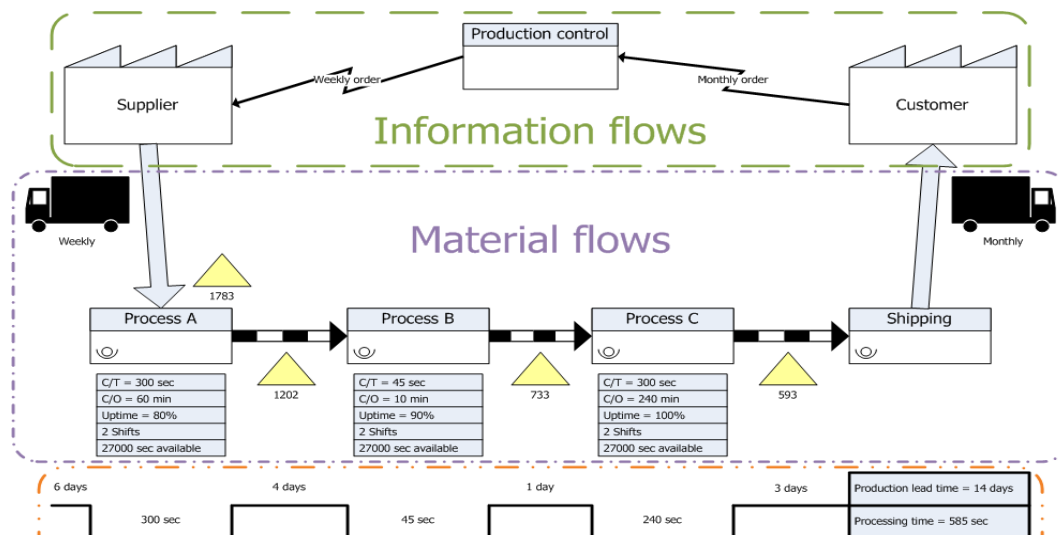 Production control
Weekly order
Monthly order
Supplier
Customer
Information flows
Weekly
Material flows
Monthly
1783
Process A
Process B
Process C
Shipping
1202
733
593
C/T = 300 sec
C/O = 60 min
Uptime = 80%
2 Shifts
27000 sec available
C/T = 45 sec
C/O = 10 min
Uptime = 90%
2 Shifts
27000 sec available
C/T = 300 sec
C/O = 240 min
Uptime = 100%
2 Shifts
27000 sec available
6 days
4 days
1 day
3 days
Production lead time = 14 days
300 sec
45 sec
240 sec
Processing time = 585 sec